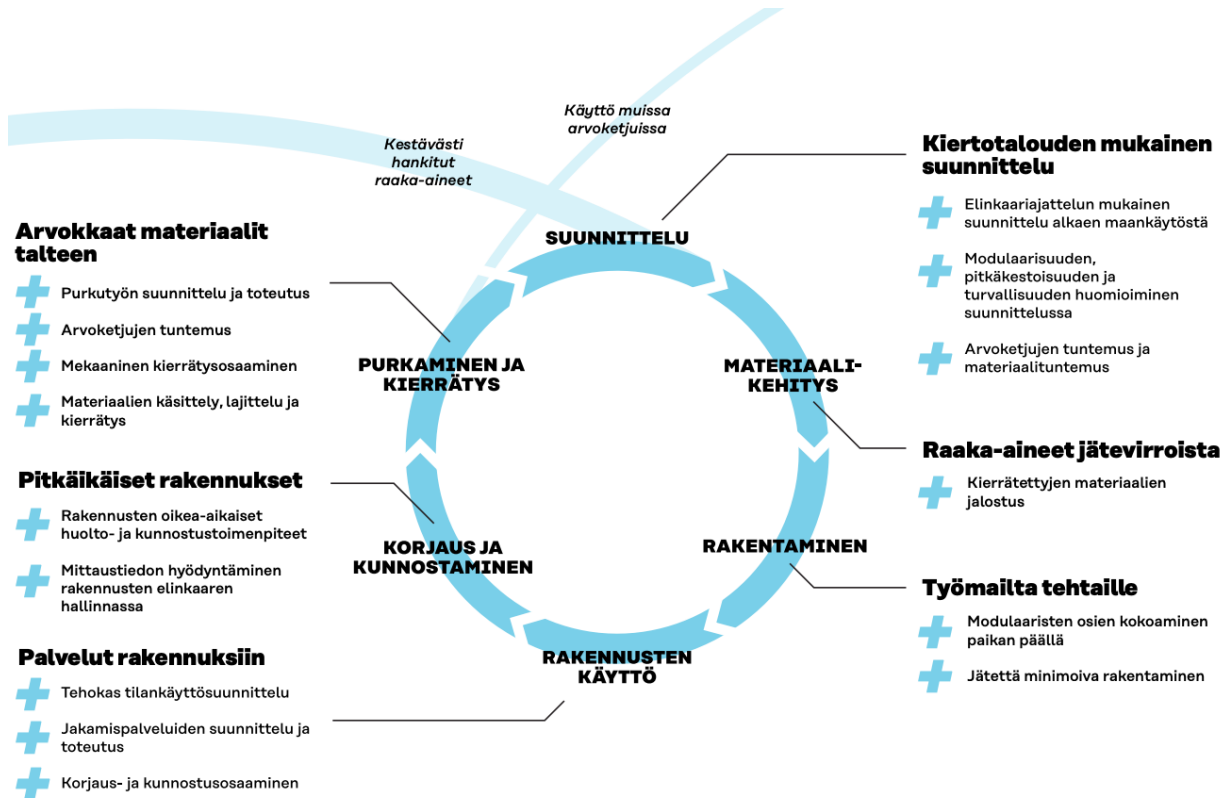 Käyttö muissa
arvoketjuissa
Kestävästi
hankitut
raaka-aineet
SUUNNITTELU
MATERIAALI-
KEHITYS
RAKENTAMINEN
RAKENNUSTEN
KÄYTTÖ
KORJAUS JA
KUNNOSTAMINEN
PURKAMINEN JA
KIERRÄTYS
Kiertotalouden mukainen
suunnittelu
Elinkaariajattelun mukainen
suunnittelu alkaen maankäytöstä
Modulaarisuuden,
pitkäkestoisuuden ja
turvallisuuden huomioiminen
suunnittelussa
Arvoketjujen tuntemus ja
materiaalituntemus
Raaka-aineet jätevirroista
Kierrätettyjen materiaalien
jalostus
Työmailta tehtaille
Modulaaristen osien kokoaminen
paikan päällä
Jätettä minimoiva rakentaminen
Arvokkaat materiaalit
talteen
Purkutyön suunnittelu ja toteutus
Arvoketjujen tuntemus
Mekaaninen kierrätysosaaminen
Materiaalien käsittely, lajittelu ja
kierrätys
Pitkäikäiset rakennukset
Rakennusten oikea-aikaiset
huolto- ja kunnostustoimenpiteet
Mittaustiedon hyödyntäminen
rakennusten elinkaaren
hallinnassa
Palvelut rakennuksiin
Tehokas tilankäyttösuunnittelu
Jakamispalveluiden suunnittelu ja
toteutus
Korjaus- ja kunnostusosaaminen